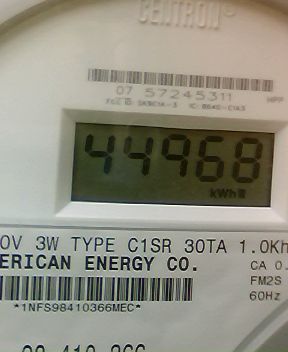 CENTRON®
07 57245311
44968
kWh
0V 3W TYPE C1SR 30TA 1.0Kh
ERICAN ENERGY CO.
CA 0.
FM2S
60Hz
*1NFS98410366MEC*